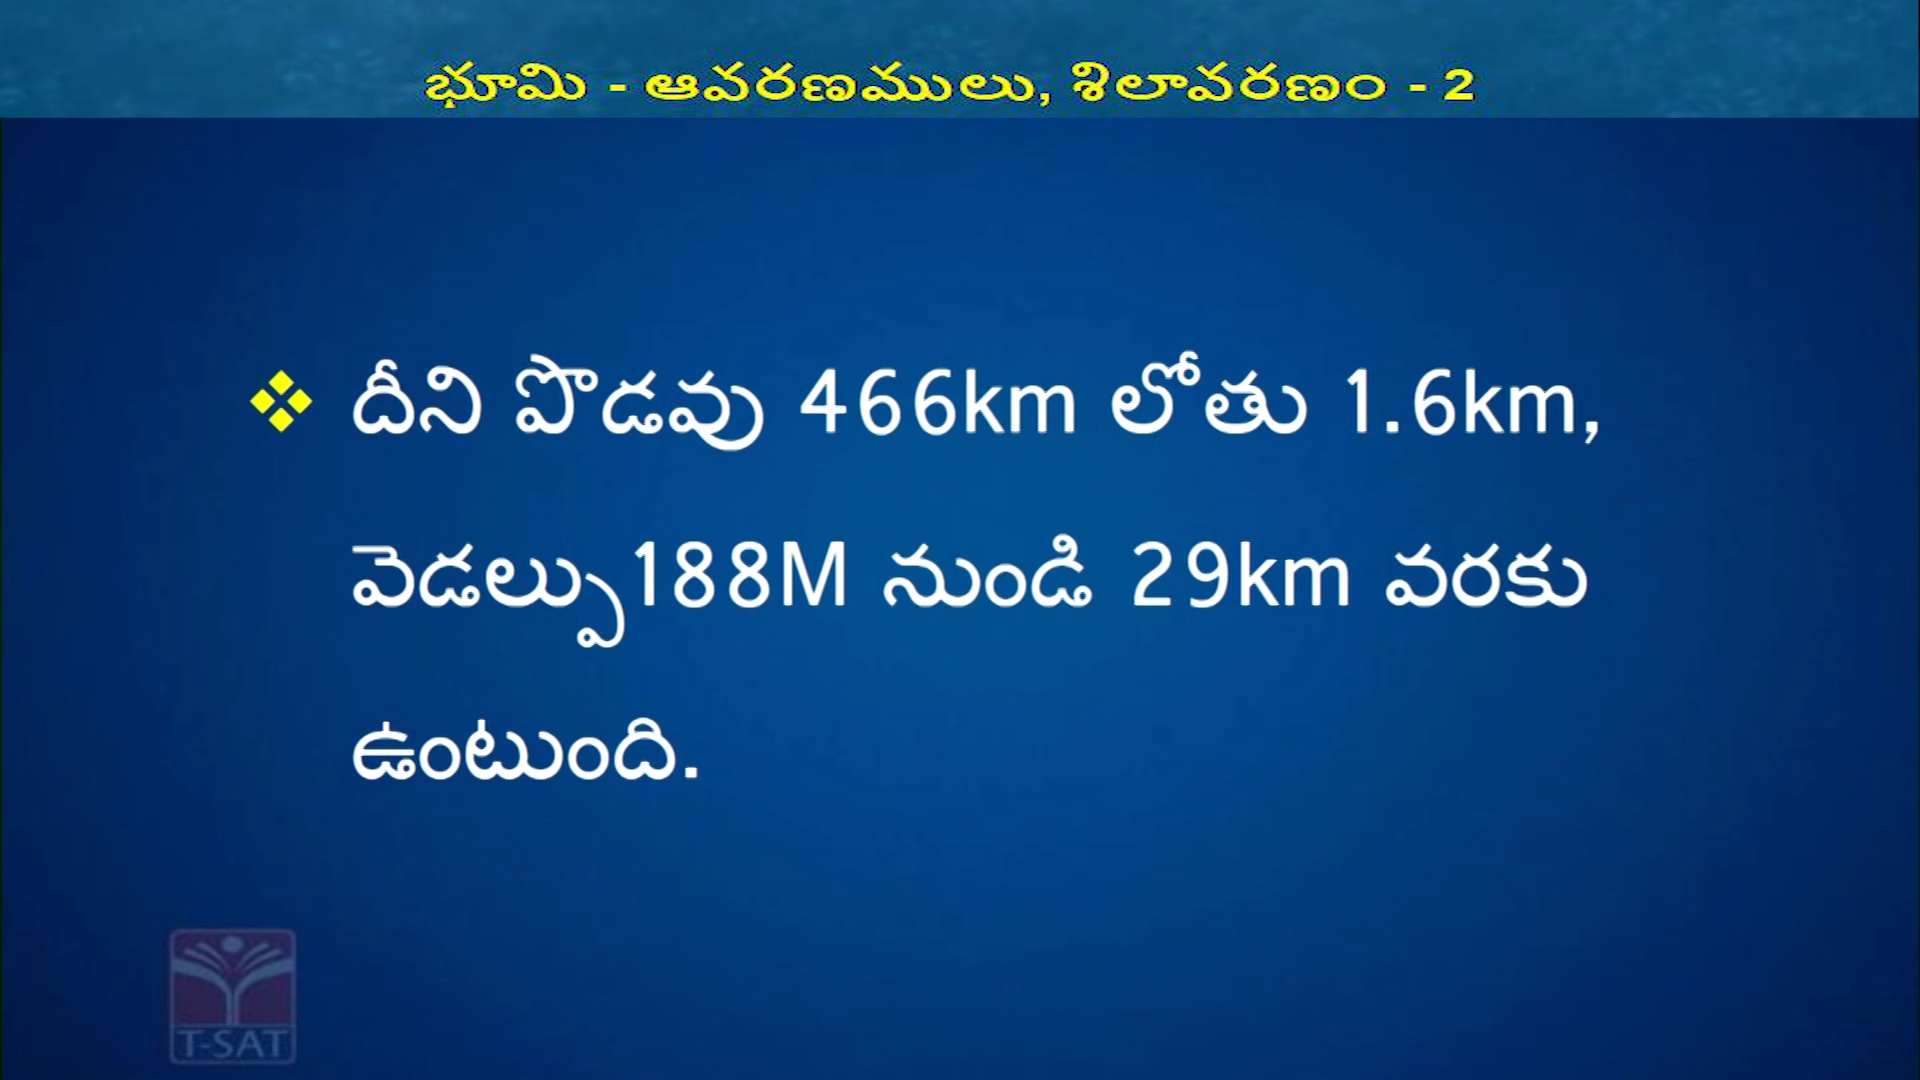 భూమి - ఆవరణములు, శిలావరణం - 2
❖ దీని పొడవు 466km లోతు 1.6km,
వెడల్పు188M నుండి 29km వరకు
ఉంటుంది.
T-SAT